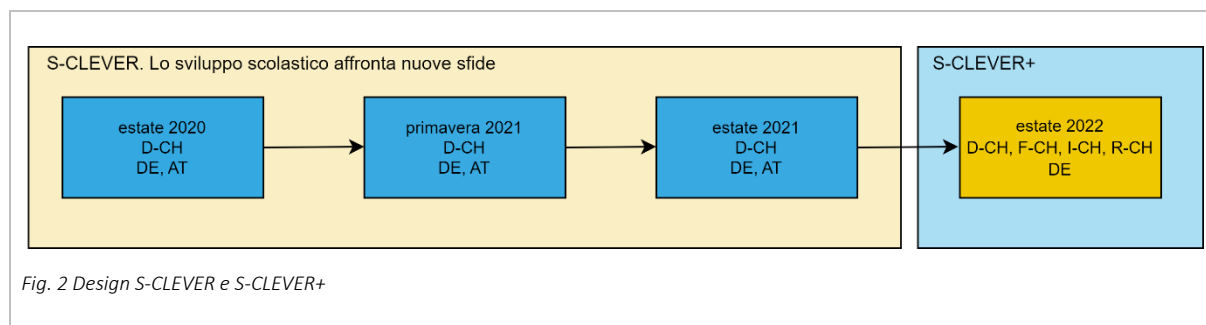 S-CLEVER. Lo sviluppo scolastico affronta nuove sfide
estate 2020
D-CH
DE, AT
primavera 2021
D-CH
DE, AT
estate 2021
D-CH
DE, AT
S-CLEVER+
estate 2022
D-CH, F-CH, I-CH, R-CH
DE
Fig. 2 Design S-CLEVER e S-CLEVER+